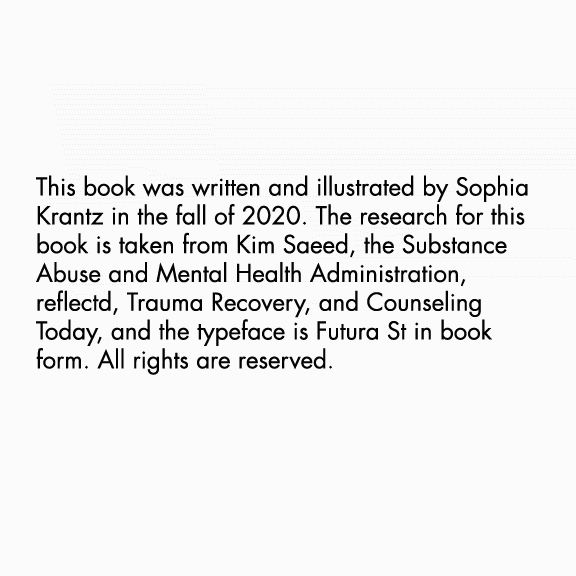 This book was written and illustrated by Sophia
Krantz in the fall of 2020. The research for this
book is taken from Kim Saeed, the Substance
Abuse and Mental Health Administration,
reflectd, Trauma Recovery, and Counseling
Today, and the typeface is Futura St in book
form. All rights are reserved.